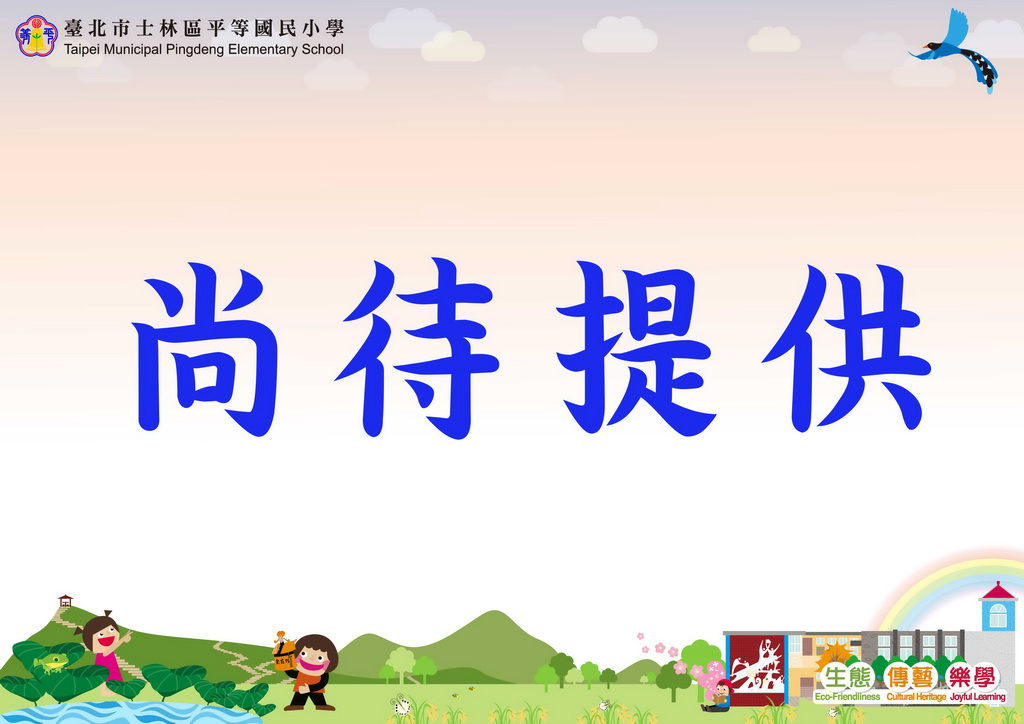 臺北市士林區平等國民小學
Taipei Municipal Pingdeng Elementary School
尚待提供
生態 傳藝 樂學
Eco-Friendliness Cultural Heritage Joyful Learning